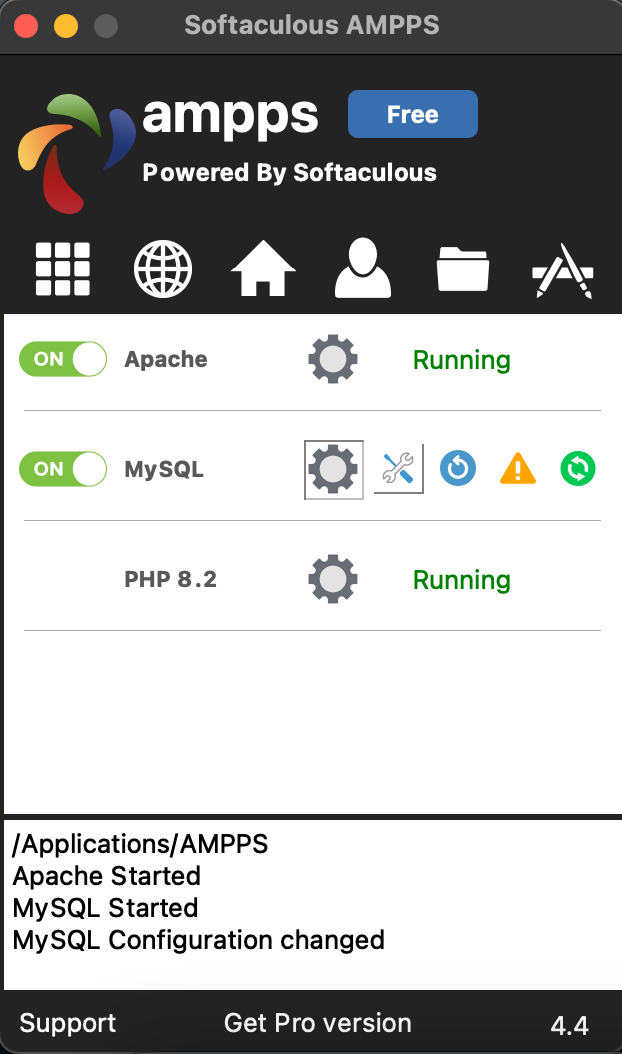 Softaculous AMPPS
ampps
Free
Powered By Softaculous
ON Apache Running
ON MySQL
PHP 8.2 Running
/Applications/AMPPS
Apache Started
MySQL Started
MySQL Configuration changed
Support Get Pro version 4.4